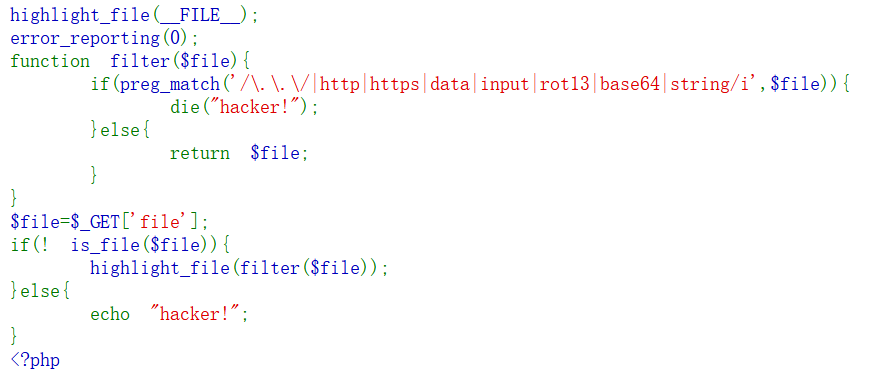 highlight_file(__FILE__);
error_reporting(0);
function filter($file){
if(preg_match('/\.\.\/|http|https|data|input|rot13|base64|string/i',$file)){
die("hacker!");
}else{
return $file;
}
}
$file=$_GET['file'];
if(! is_file($file)){
highlight_file(filter($file));
}else{
echo "hacker!";
}
<?php